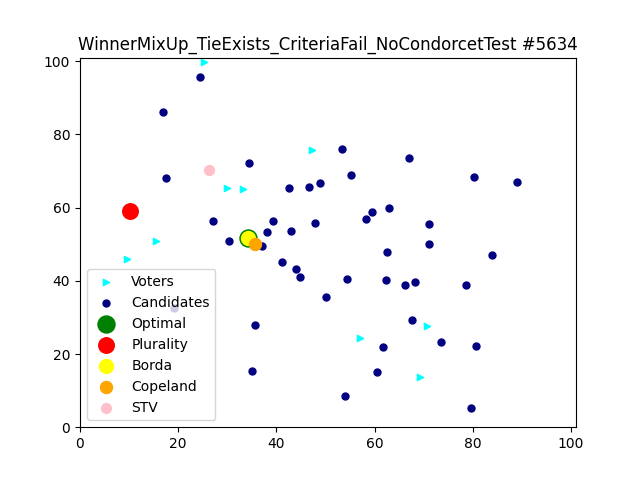 WinnerMixUp_TieExists_CriteriaFail_NoCondorcetTest #5634
100
80
60
40
20
0
Voters
Candidates
Optimal
Plurality
Borda
Copeland
STV
0 20 40 60 80 100